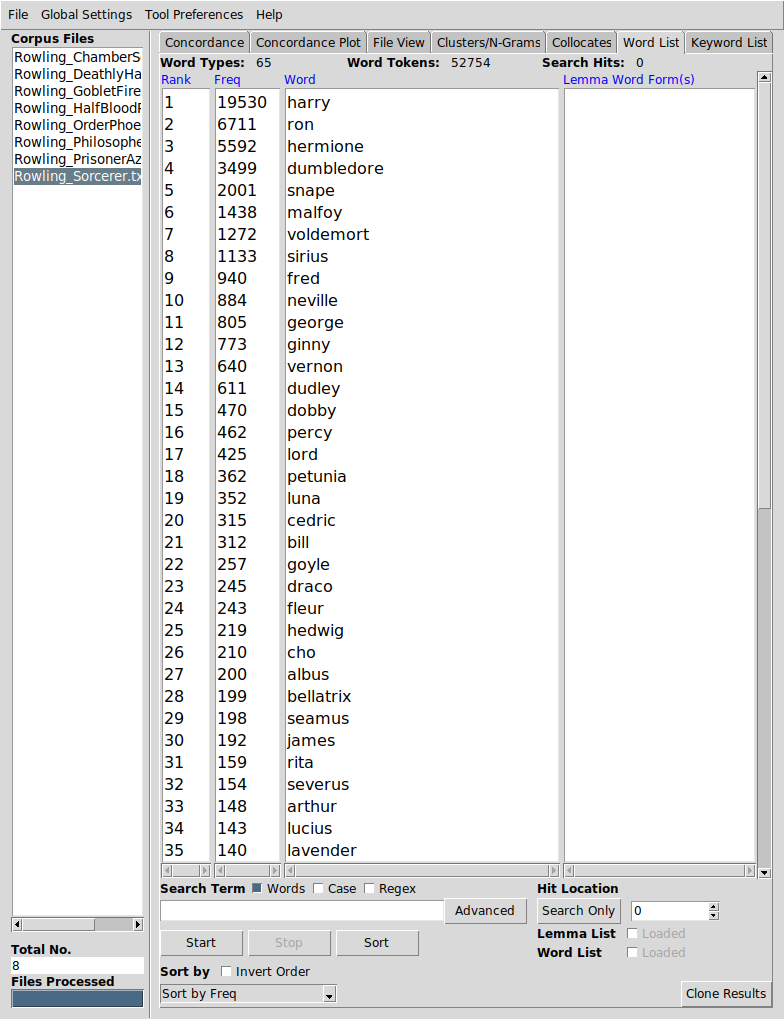 File Global Settings Tool Preferences Help
Corpus Files
Rowling_ChamberS
Rowling_DeathlyHa
Rowling_GobletFire
Rowling_HalfBloodF
Rowling_OrderPhoe
Rowling_Philosophe
Rowling_PrisonerAz
Rowling_Sorcerer.tx
Total No.
8
Files Processed
Concordance Concordance Plot File View Clusters/N-Grams Collocates Word List Keyword List
Word Types: 65 Word Tokens: 52754 Search Hits: 0
Rank Freq Word Lemma Word Form(s)
1 19530 harry
2 6711 ron
3 5592 hermione
4 3499 dumbledore
5 2001 snape
6 1438 malfoy
7 1272 voldemort
8 1133 sirius
9 940 fred
10 884 neville
11 805 george
12 773 ginny
13 640 vernon
14 611 dudley
15 470 dobby
16 462 percy
17 425 lord
18 362 petunia
19 352 luna
20 315 cedric
21 312 bill
22 257 goyle
23 245 draco
24 243 fleur
25 219 hedwig
26 210 cho
27 200 albus
28 199 bellatrix
29 198 seamus
30 192 james
31 159 rita
32 154 severus
33 148 arthur
34 143 lucius
35 140 lavender
Search Term Words Case Regex Hit Location
Advanced Search Only 0
Start Stop Sort Lemma List Loaded
Word List Loaded
Sort by Invert Order
Sort by Freq Clone Results